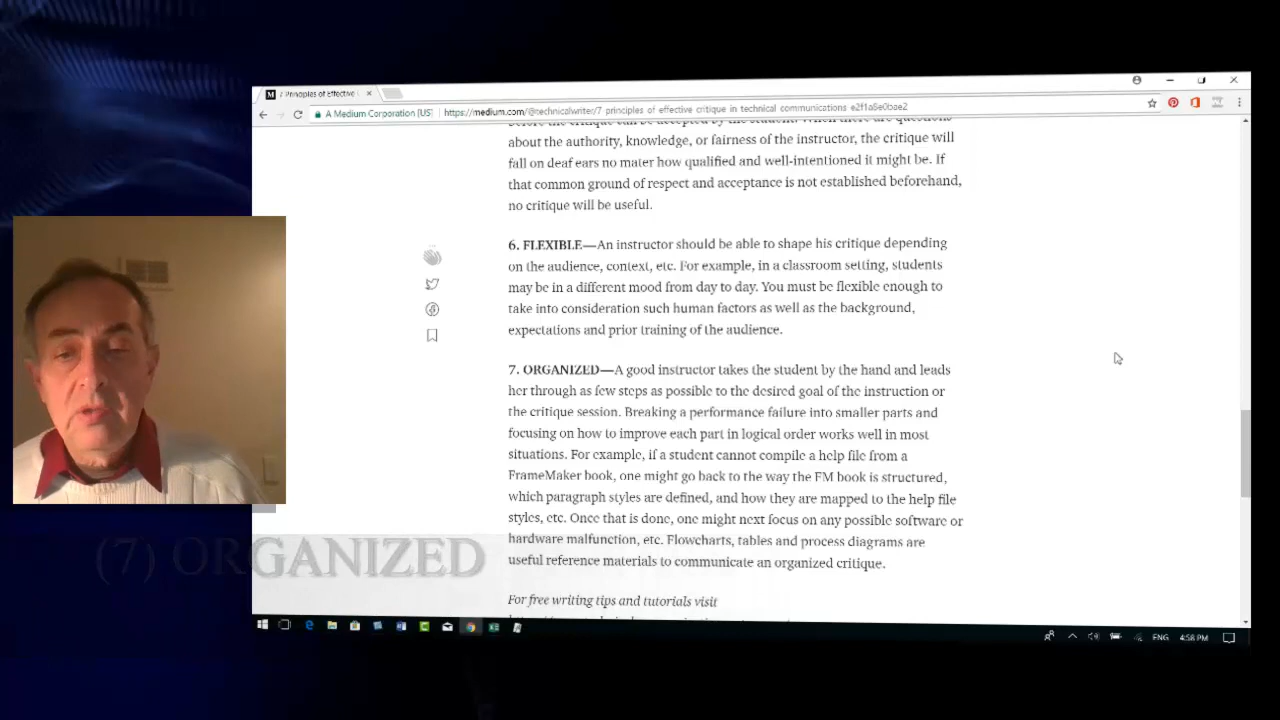 7 Principles of Effective
A Medium Corporation [US]
https://medium.com/@technicalwriter/7 principles of effective critique in technical communications e2f1a6e0bae2
about the authority, knowledge, or fairness of the instructor, the critique will
fall on deaf ears no mater how qualified and well-intentioned it might be. If
that common ground of respect and acceptance is not established beforehand,
no critique will be useful.
6. FLEXIBLE—An instructor should be able to shape his critique depending
on the audience, context, etc. For example, in a classroom setting, students
may be in a different mood from day to day. You must be flexible enough to
take into consideration such human factors as well as the background,
expectations and prior training of the audience.
7. ORGANIZED—A good instructor takes the student by the hand and leads
her through as few steps as possible to the desired goal of the instruction or
the critique session. Breaking a performance failure into smaller parts and
focusing on how to improve each part in logical order works well in most
situations. For example, if a student cannot compile a help file from a
FrameMaker book, one might go back to the way the FM book is structured,
which paragraph styles are defined, and how they are mapped to the help file
styles, etc. Once that is done, one might next focus on any possible software or
hardware malfunction, etc. Flowcharts, tables and process diagrams are
useful reference materials to communicate an organized critique.
For free writing tips and tutorials visit
(7) ORGANIZED
ENG
4:58 PM